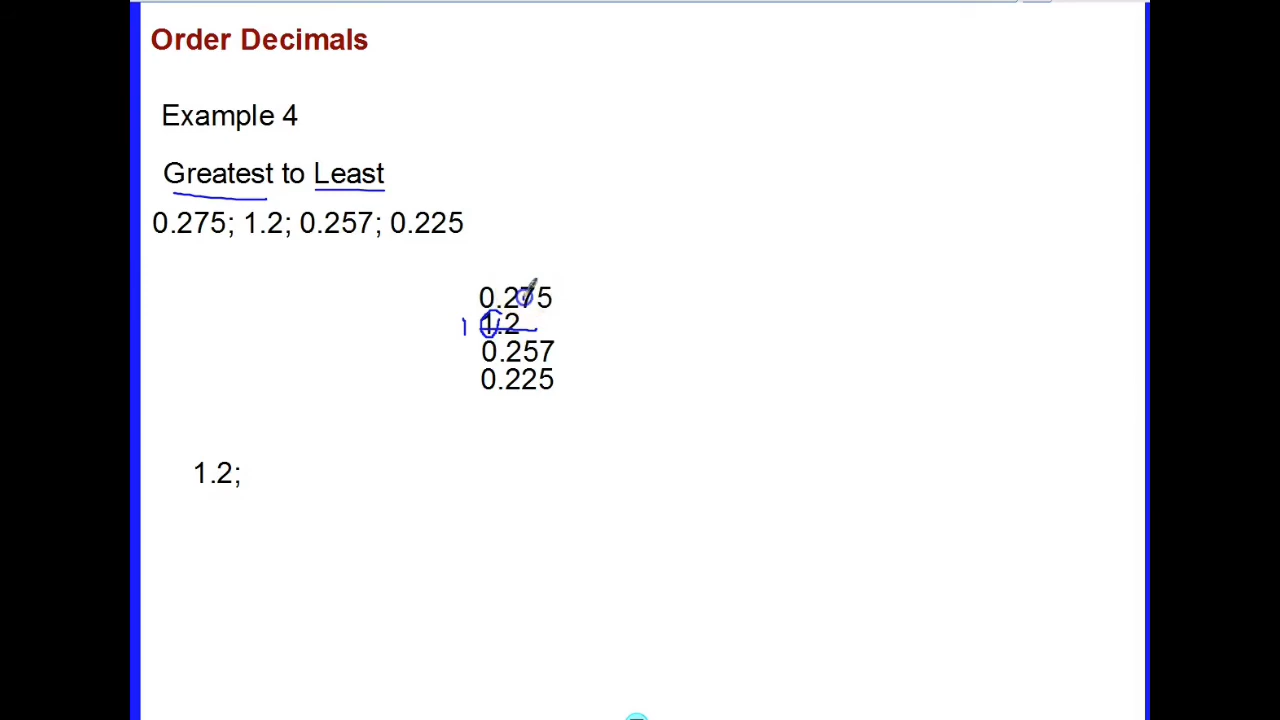 Order Decimals
Example 4
Greatest to Least
0.275; 1.2; 0.257; 0.225
0.275
1 1.2
0.257
0.225
1.2;